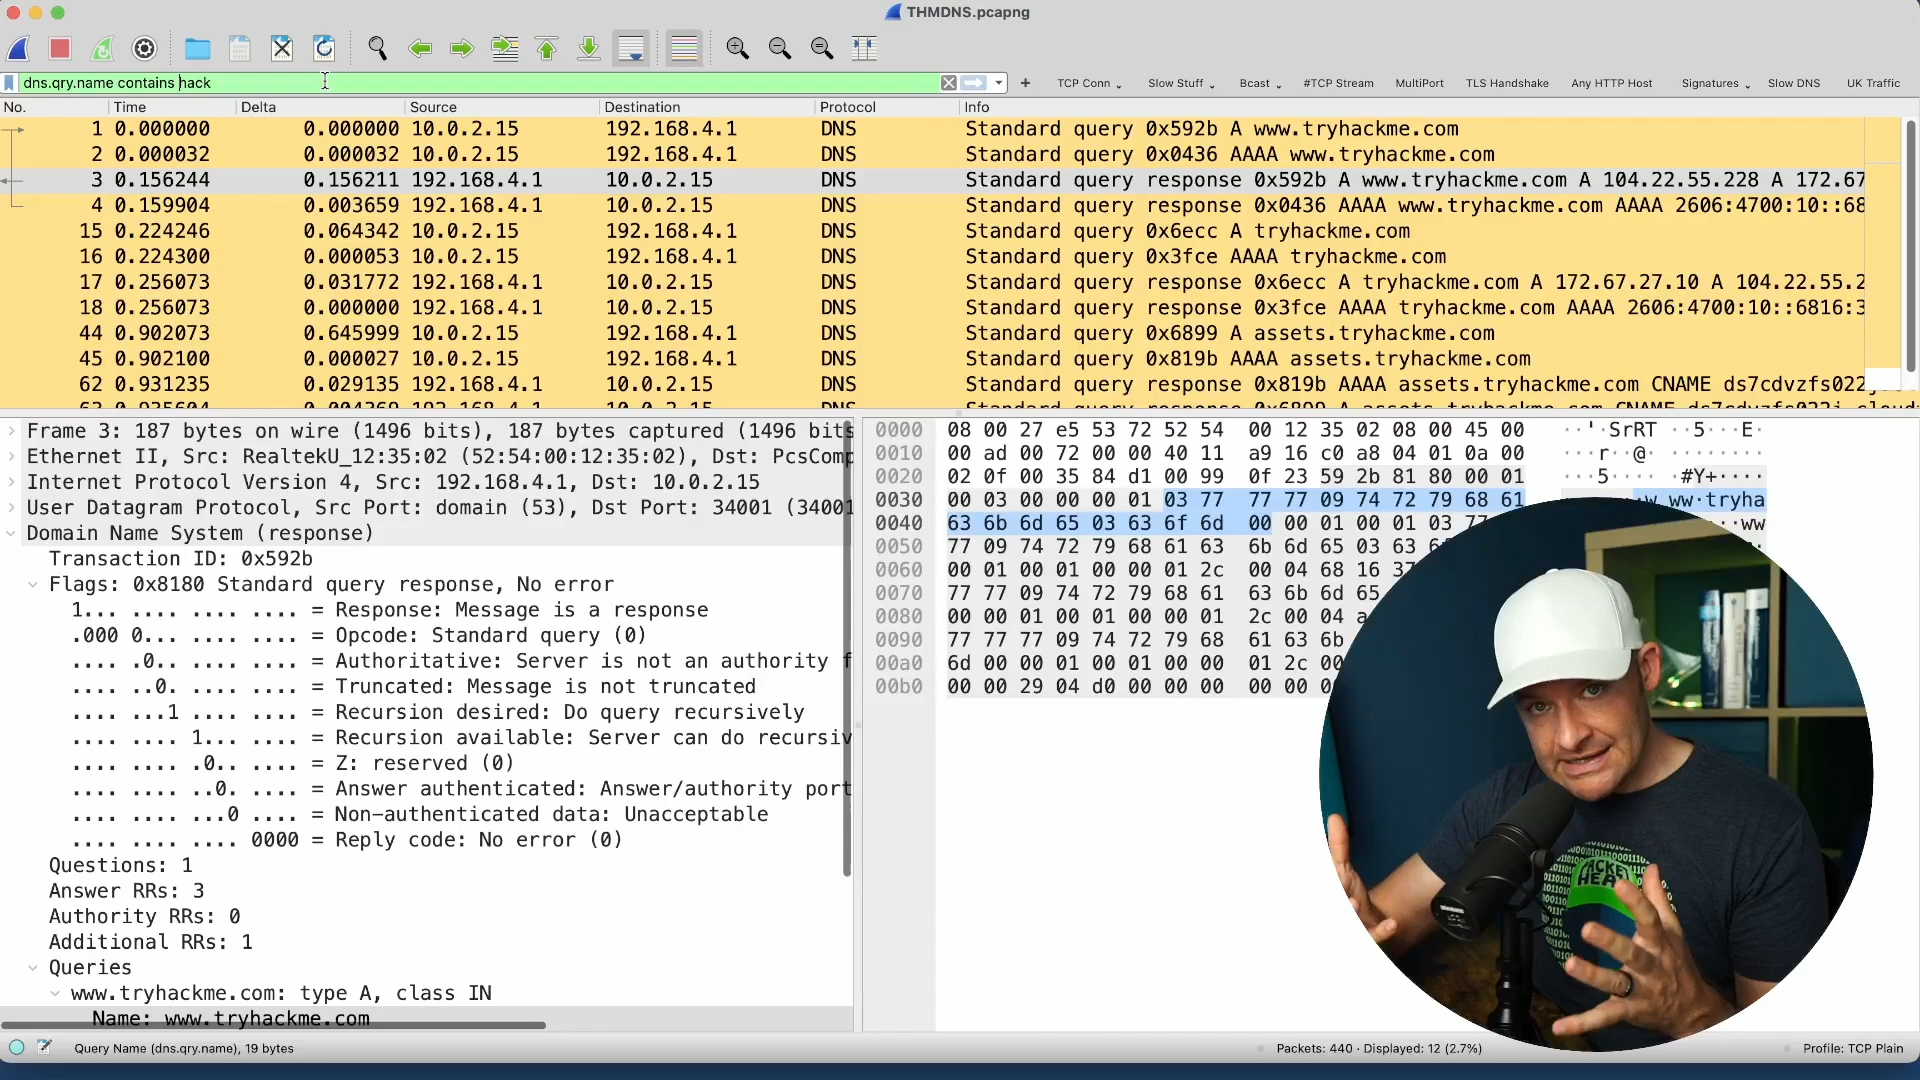 THMDNS.pcapng
dns.qry.name contains hack
+ TCP Conn Slow Stuff Bcast #TCP Stream MultiPort TLS Handshake Any HTTP Host Signatures Slow DNS UK Traffic
No. Time Delta Source Destination Protocol Info
1 0.000000 0.000000 10.0.2.15 192.168.4.1 DNS Standard query 0x592b A www.tryhackme.com
2 0.000032 0.000032 10.0.2.15 192.168.4.1 DNS Standard query 0x0436 AAAA www.tryhackme.com
3 0.156244 0.156211 192.168.4.1 10.0.2.15 DNS Standard query response 0x592b A www.tryhackme.com A 104.22.55.228 A 172.67
4 0.159904 0.003659 192.168.4.1 10.0.2.15 DNS Standard query response 0x0436 AAAA www.tryhackme.com AAAA 2606:4700:10::68
15 0.224246 0.064342 10.0.2.15 192.168.4.1 DNS Standard query 0x6ecc A tryhackme.com
16 0.224300 0.000053 10.0.2.15 192.168.4.1 DNS Standard query 0x3fce AAAA tryhackme.com
17 0.256073 0.031772 192.168.4.1 10.0.2.15 DNS Standard query response 0x6ecc A tryhackme.com A 172.67.27.10 A 104.22.55.2
18 0.256073 0.000000 192.168.4.1 10.0.2.15 DNS Standard query response 0x3fce AAAA tryhackme.com AAAA 2606:4700:10::6816:3
44 0.902073 0.645999 10.0.2.15 192.168.4.1 DNS Standard query 0x6899 A assets.tryhackme.com
45 0.902100 0.000027 10.0.2.15 192.168.4.1 DNS Standard query 0x819b AAAA assets.tryhackme.com
62 0.931235 0.029135 192.168.4.1 10.0.2.15 DNS Standard query response 0x819b AAAA assets.tryhackme.com CNAME ds7cdvzfs022j
Frame 3: 187 bytes on wire (1496 bits), 187 bytes captured (1496 bits
Ethernet II, Src: RealtekU_12:35:02 (52:54:00:12:35:02), Dst: PcsComp
Internet Protocol Version 4, Src: 192.168.4.1, Dst: 10.0.2.15
User Datagram Protocol, Src Port: domain (53), Dst Port: 34001 (34001
Domain Name System (response)
Transaction ID: 0x592b
Flags: 0x8180 Standard query response, No error
1... .... .... .... = Response: Message is a response
.000 0... .... .... = Opcode: Standard query (0)
.... .0.. .... .... = Authoritative: Server is not an authority f
.... ..0. .... .... = Truncated: Message is not truncated
.... ...1 .... .... = Recursion desired: Do query recursively
.... .... 1... .... = Recursion available: Server can do recursiv
.... .... .0.. .... = Z: reserved (0)
.... .... ..0. .... = Answer authenticated: Answer/authority port
.... .... ...0 .... = Non-authenticated data: Unacceptable
.... .... .... 0000 = Reply code: No error (0)
Questions: 1
Answer RRs: 3
Authority RRs: 0
Additional RRs: 1
Queries
www.tryhackme.com: type A, class IN
Name: www.tryhackme.com
0000 08 00 27 e5 53 72 52 54 00 12 35 02 08 00 45 00 ··'·SrRT ··5···E·
0010 00 ad 00 72 00 00 40 11 a9 16 c0 a8 04 01 0a 00 ···r··@· ········
0020 02 0f 00 35 84 d1 00 99 0f 23 59 2b 81 80 00 01 ···5···· ·#Y+····
0030 00 03 00 00 00 01 03 77 77 77 09 74 72 79 68 61 ·w ww·tryha
0040 63 6b 6d 65 03 63 6f 6d 00 00 01 00 01 03 77 ··ww
0050 77 09 74 72 79 68 61 63 6b 6d 65 03 63
0060 00 01 00 01 00 00 01 2c 00 04 68 16 37
0070 77 77 09 74 72 79 68 61 63 6b 6d 65
0080 00 00 01 00 01 00 00 01 2c 00 04
0090 77 77 77 09 74 72 79 68 61 63 6b
00a0 6d 00 00 01 00 01 00 00 01 2c 00
00b0 00 00 29 04 d0 00 00 00 00 00
Query Name (dns.qry.name), 19 bytes
Packets: 440 · Displayed: 12 (2.7%)
Profile: TCP Plain